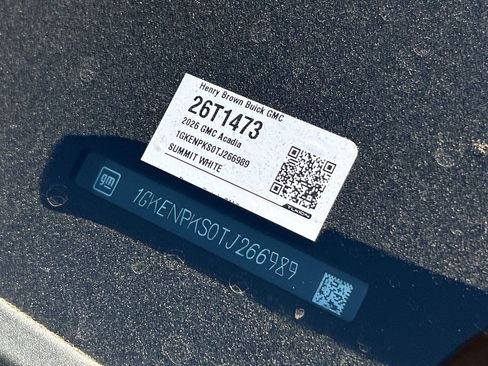 Henry Brown Buick GMC
26T1473
2026 GMC Acadia
1GKENPKS0TJ266989
SUMMIT WHITE
gm
1GKENPKS0TJ266989